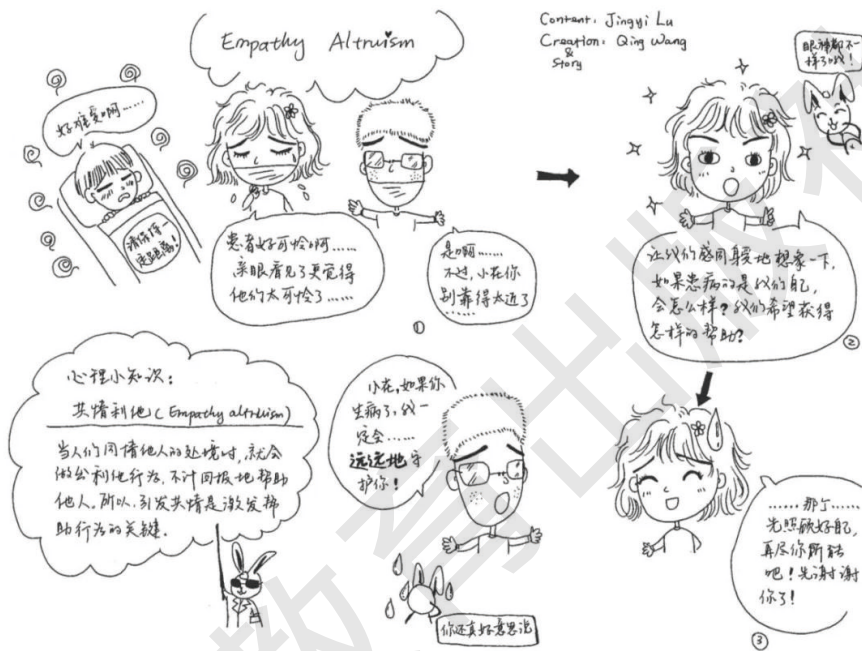 Empathy Altruism
Content: Jingyi Lu
Creation: Qing Wang
&
Story
好难受啊……
请保持一定距离!
患者好可怜啊……
亲眼看见了更觉得
他们太可怜了……
是啊……
不过,小花你
别靠得太近了
……
①
眼神都不一
样了哦!
让我们感同身受地想象一下,
如果患病的是我们自己,
会怎么样?我们希望获得
怎样的帮助?
②
心理小知识:
共情利他(Empathy altruism)
当人们同情他人的处境时,就会
做出利他行为,不计回报地帮助
他人。所以,引发共情是激发帮
助行为的关键。
小花,如果你
生病了,我一
定会……
远远地守
护你!
你还真好意思说
……那个……
先照顾好自己,
再尽你所能
吧!先谢谢
你了!
③
教育出版社